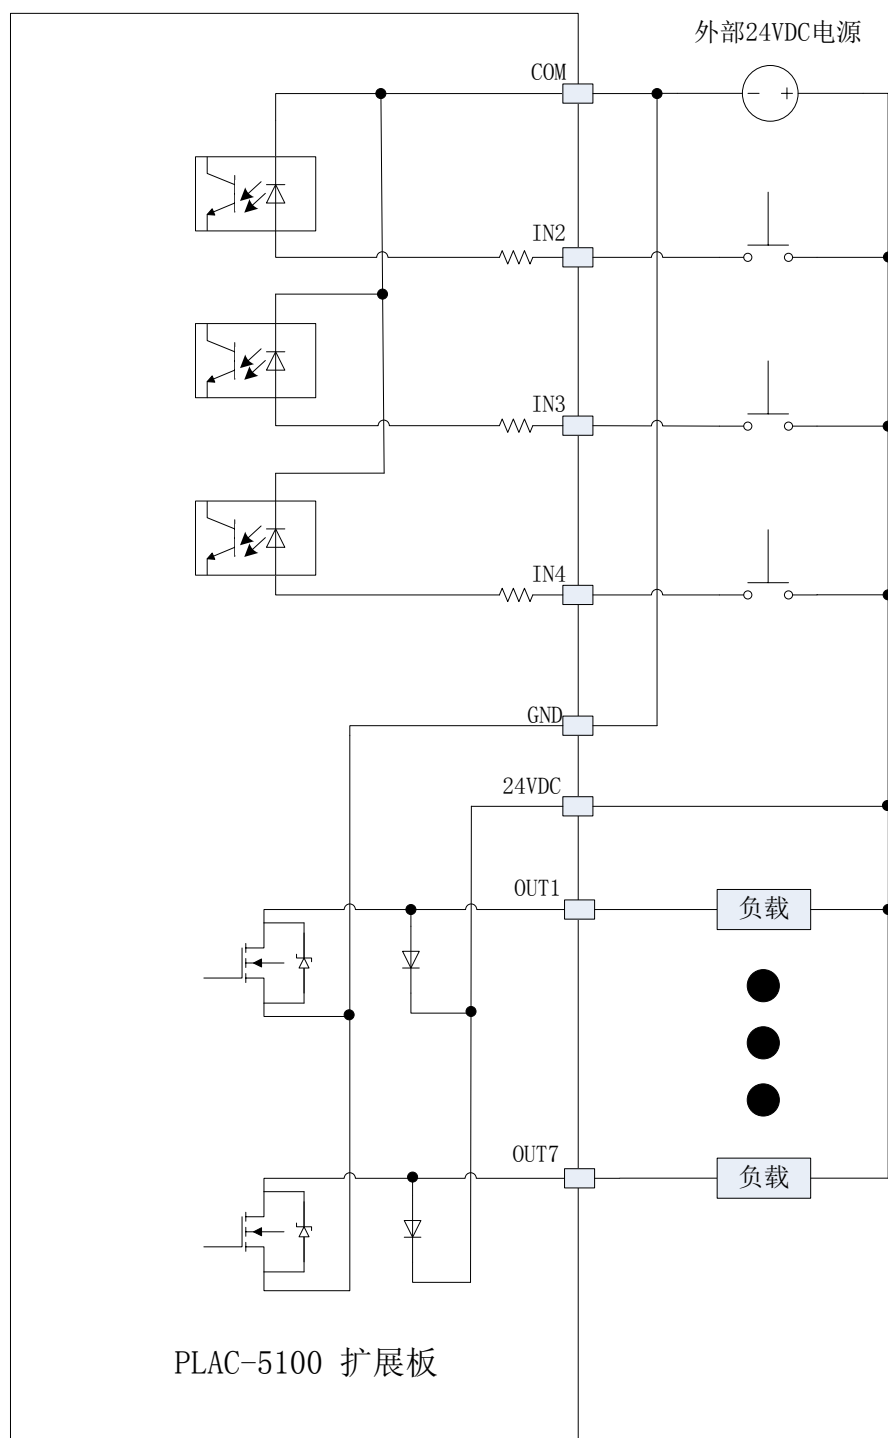 外部24VDC电源
COM
− +
IN2
IN3
IN4
GND
24VDC
OUT1
负载
OUT7
负载
PLAC-5100 扩展板